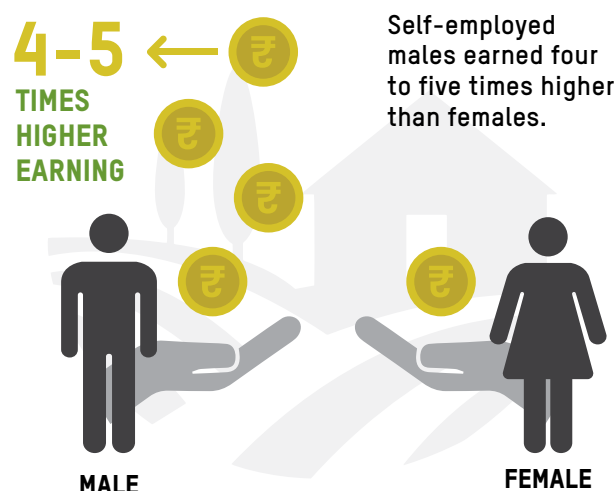 4-5
TIMES
HIGHER
EARNING
Self-employed
males earned four
to five times higher
than females.
₹
₹
₹
₹
₹
MALE
FEMALE